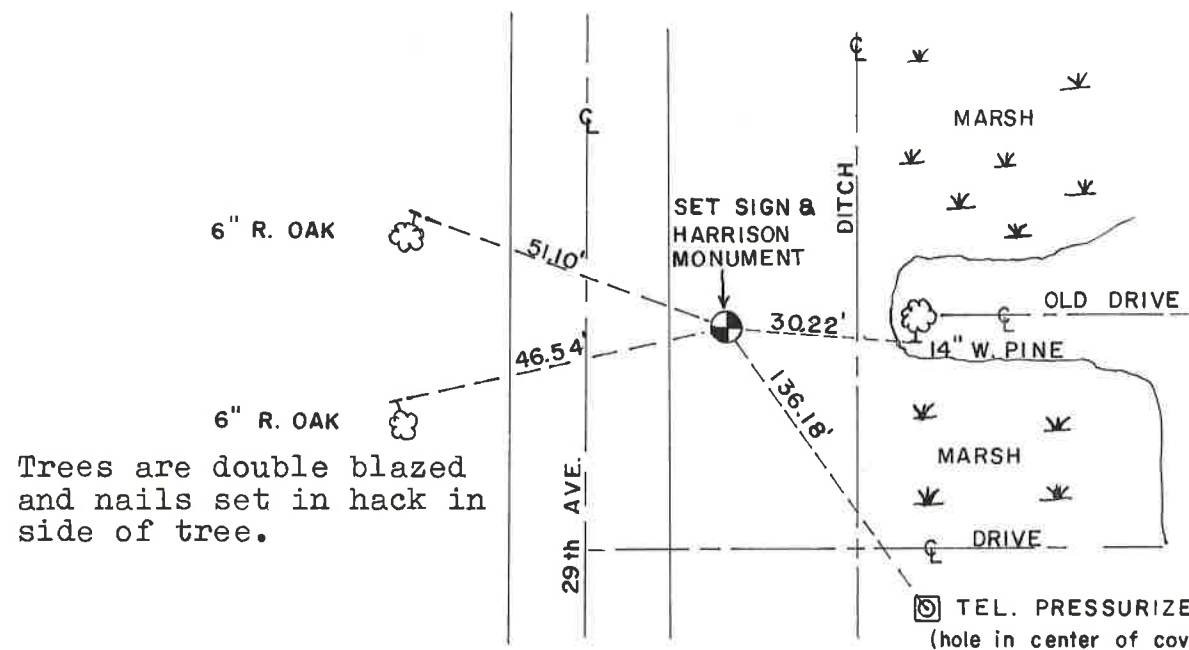 ℄
℄
MARSH
DITCH
SET SIGN &
HARRISON
MONUMENT
6" R. OAK
51.10'
OLD DRIVE
℄
30.22'
14" W. PINE
46.54'
136.18'
6" R. OAK
Trees are double blazed
and nails set in hack in
side of tree.
MARSH
29th AVE.
DRIVE
℄
TEL. PRESSURIZE
(hole in center of cov